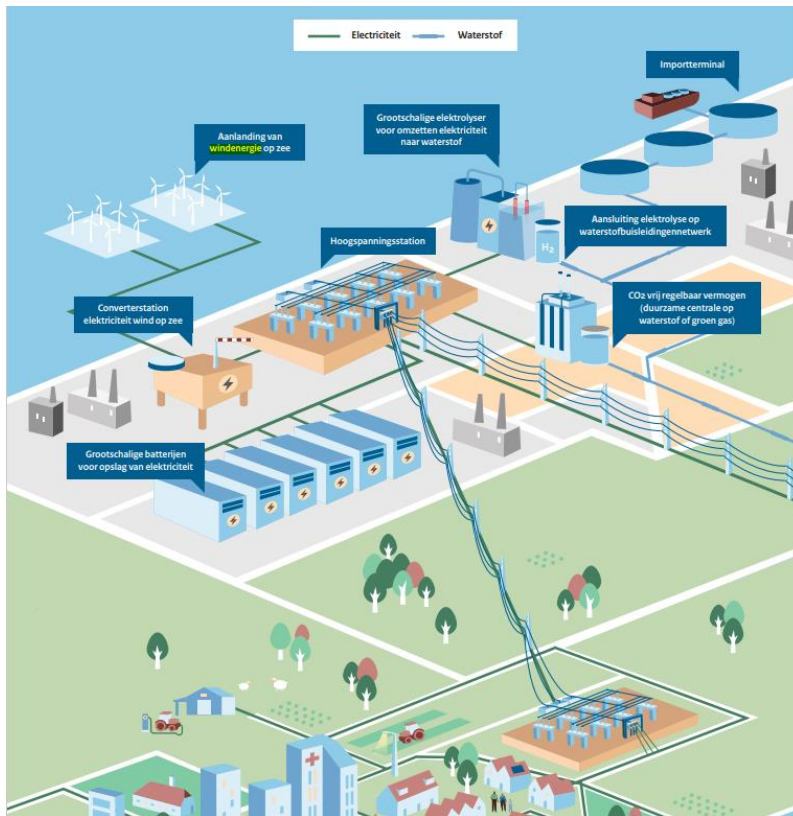 Electriciteit
Waterstof
Importterminal
Grootschalige elektrolyser
voor omzetten elektriciteit
naar waterstof
Aanlanding van
windenergie op zee
Aansluiting elektrolyse op
waterstofbuisleidingennetwerk
Hoogspanningsstation
H2
CO2 vrij regelbaar vermogen
(duurzame centrale op
waterstof of groen gas)
Converterstation
elektriciteit wind op zee
Grootschalige batterijen
voor opslag van elektriciteit